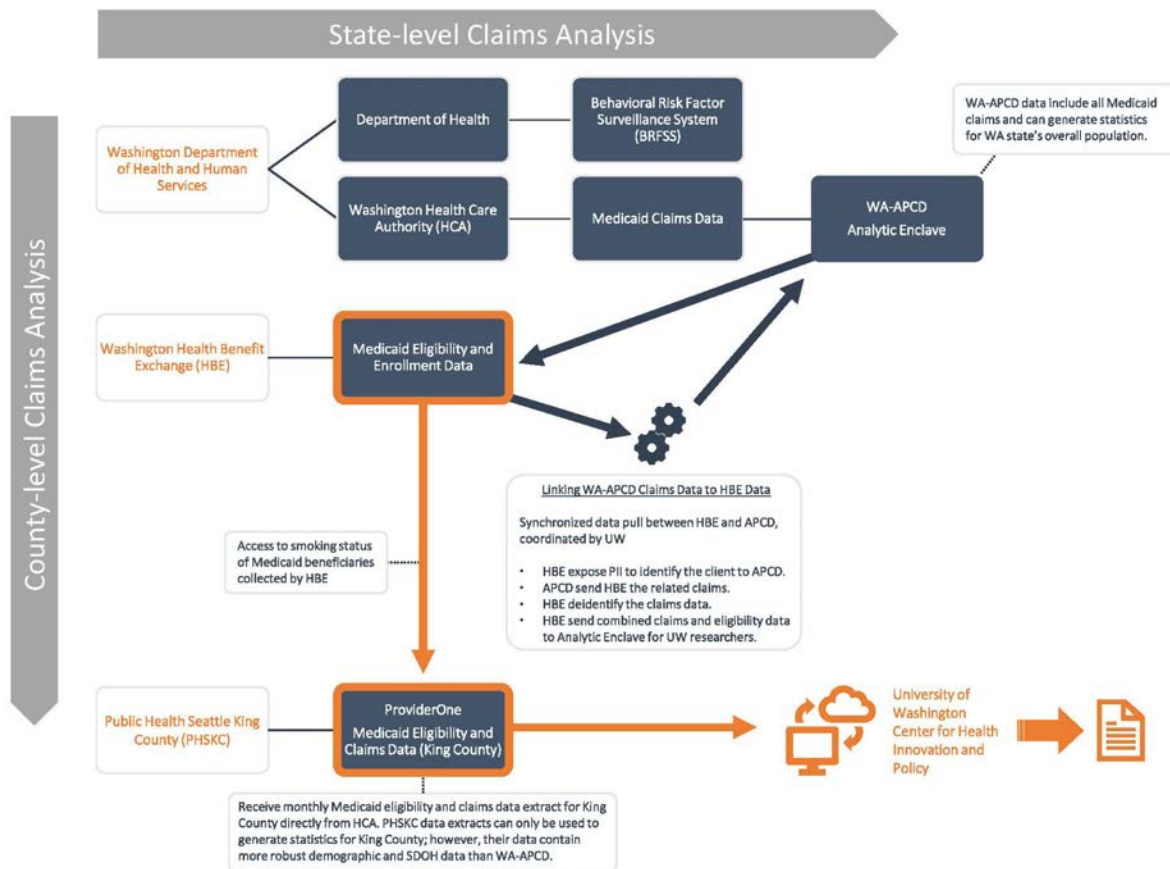 State-level Claims Analysis
County-level Claims Analysis
Washington Department
of Health and Human
Services
Department of Health
Behavioral Risk Factor
Surveillance System
(BRFSS)
WA-APCD data include all Medicaid
claims and can generate statistics
for WA state's overall population.
Washington Health Care
Authority (HCA)
Medicaid Claims Data
WA-APCD
Analytic Enclave
Washington Health Benefit
Exchange (HBE)
Medicaid Eligibility and
Enrollment Data
Linking WA-APCD Claims Data to HBE Data
Synchronized data pull between HBE and APCD,
coordinated by UW
• HBE expose PII to identify the client to APCD.
• APCD send HBE the related claims.
• HBE deidentify the claims data.
• HBE send combined claims and eligibility data
to Analytic Enclave for UW researchers.
Access to smoking status
of Medicaid beneficiaries
collected by HBE
Public Health Seattle King
County (PHSKC)
ProviderOne
Medicaid Eligibility and
Claims Data (King County)
University of
Washington
Center for Health
Innovation and
Policy
Receive monthly Medicaid eligibility and claims data extract for King
County directly from HCA. PHSKC data extracts can only be used to
generate statistics for King County; however, their data contain
more robust demographic and SDOH data than WA-APCD.